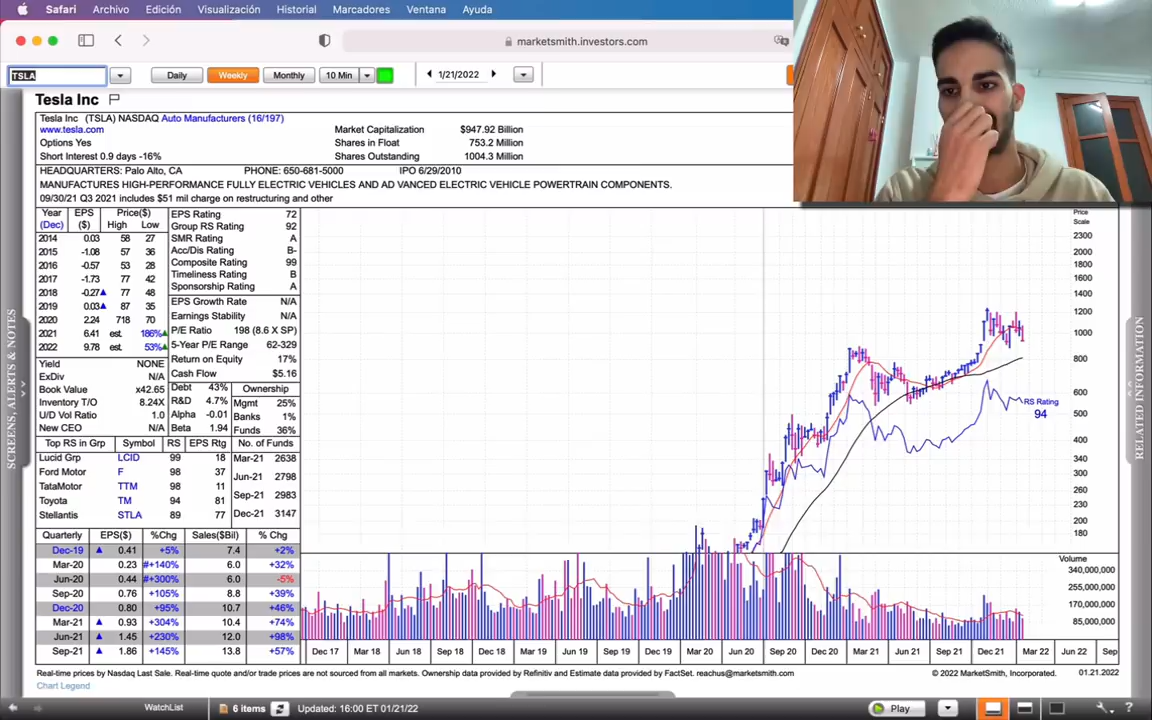 Safari Archivo Edición Visualización Historial Marcadores Ventana Ayuda
marketsmith.investors.com
TSLA Daily Weekly Monthly 10 Min 1/21/2022
Tesla Inc
Tesla Inc (TSLA) NASDAQ Auto Manufacturers (16/197)
www.tesla.com Market Capitalization $947.92 Billion
Options Yes Shares in Float 753.2 Million
Short Interest 0.9 days -16% Shares Outstanding 1004.3 Million
HEADQUARTERS: Palo Alto, CA PHONE: 650-681-5000 IPO 6/29/2010
MANUFACTURES HIGH-PERFORMANCE FULLY ELECTRIC VEHICLES AND AD VANCED ELECTRIC VEHICLE POWERTRAIN COMPONENTS.
09/30/21 Q3 2021 includes $51 mil charge on restructuring and other
Year EPS Price($)
(Dec) ($) High Low
2014 0.03 58 27
2015 -1.08 57 36
2016 -0.57 53 28
2017 -1.73 77 42
2018 -0.27 77 48
2019 0.03 87 35
2020 2.24 718 70
2021 6.41 est. 186%
2022 9.78 est. 53%
Yield NONE
ExDiv N/A
Book Value x42.65
Inventory T/O 8.24X
U/D Vol Ratio 1.0
New CEO N/A
EPS Rating 72
Group RS Rating 92
SMR Rating A
Acc/Dis Rating B-
Composite Rating 99
Timeliness Rating B
Sponsorship Rating A
EPS Growth Rate N/A
Earnings Stability N/A
P/E Ratio 198 (8.6 X SP)
5-Year P/E Range 62-329
Return on Equity 17%
Cash Flow $5.16
Debt 43%
R&D 4.7%
Alpha -0.01
Beta 1.94
Ownership
Mgmt 25%
Banks 1%
Funds 36%
Top RS in Grp Symbol RS EPS Rtg
Lucid Grp LCID 99 18
Ford Motor F 98 37
TataMotor TTM 98 11
Toyota TM 94 81
Stellantis STLA 89 77
No. of Funds
Mar-21 2638
Jun-21 2798
Sep-21 2983
Dec-21 3147
Quarterly EPS($) %Chg Sales($Bil) % Chg
Dec-19 0.41 +5% 7.4 +2%
Mar-20 0.23 #+140% 6.0 +32%
Jun-20 0.44 #+300% 6.0 -5%
Sep-20 0.76 +105% 8.8 +39%
Dec-20 0.80 +95% 10.7 +46%
Mar-21 0.93 +304% 10.4 +74%
Jun-21 1.45 +230% 12.0 +98%
Sep-21 1.86 +145% 13.8 +57%
Price
Scale
2300
2000
1800
1400
1200
1000
800
600
500
400
340
300
260
230
200
180
RS Rating
94
Volume
340,000,000
255,000,000
170,000,000
85,000,000
Dec 17 Mar 18 Jun 18 Sep 18 Dec 18 Mar 19 Jun 19 Sep 19 Dec 19 Mar 20 Jun 20 Sep 20 Dec 20 Mar 21 Jun 21 Sep 21 Dec 21 Mar 22 Jun 22 Sep
Real-time prices by Nasdaq Last Sale. Real-time quote and/or trade prices are not sourced from all markets. Ownership data provided by Refinitiv and Estimate data provided by FactSet. reachus@marketsmith.com © 2022 MarketSmith, Incorporated. 01.21.2022
Chart Legend
SCREENS, ALERTS & NOTES
RELATED INFORMATION
WatchList 6 items Updated: 16:00 ET 01/21/22 Play